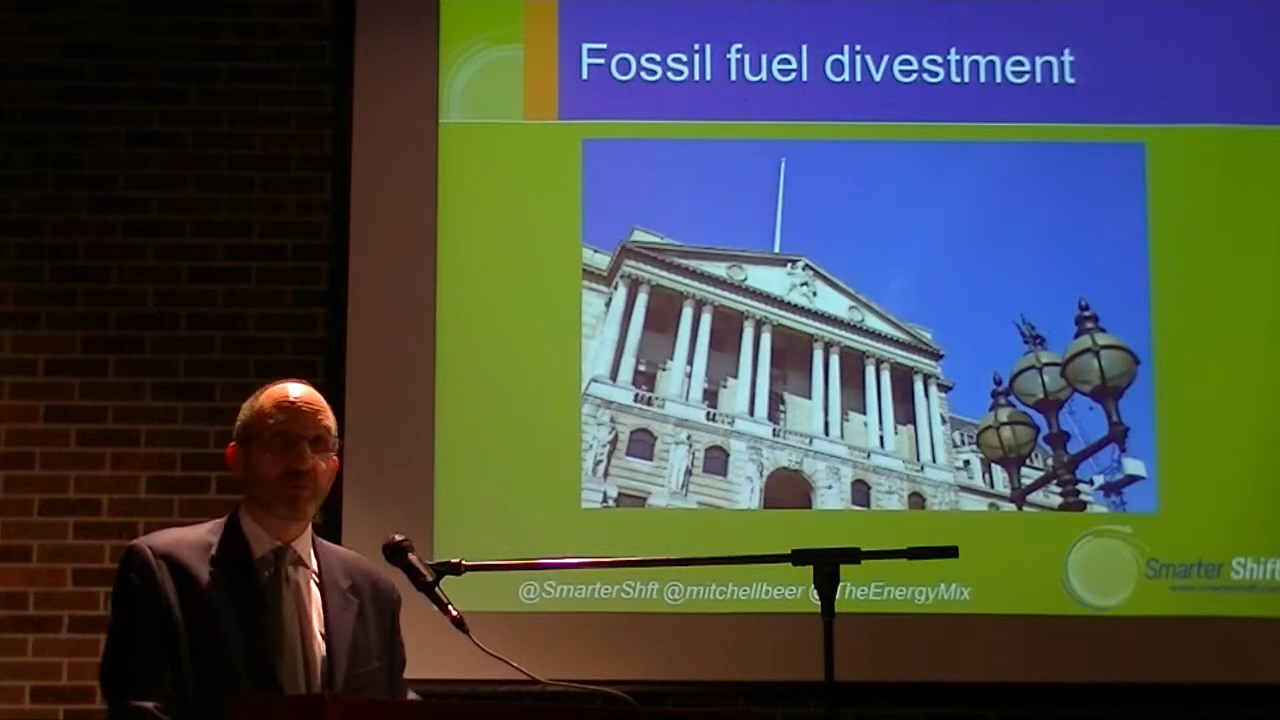 Fossil fuel divestment
@SmarterShft @mitchellbeer @TheEnergyMix
Smarter Shift